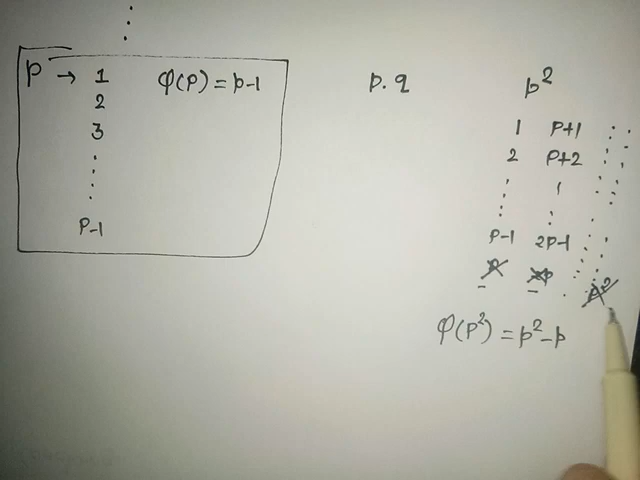 p → 1 φ(p) = p-1
2
3
p-1
p.q
p²
1 p+1
2 p+2
p-1 2p-1
p 2p p²
φ(p²) = p²-p